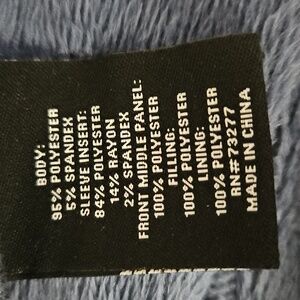 BODY:
95% POLYESTER
5% SPANDEX
SLEEVE INSERT:
84% POLYESTER
14% RAYON
2% SPANDEX
FRONT MIDDLE PANEL:
100% POLYESTER
FILLING:
100% POLYESTER
LINING:
100% POLYESTER
RN#73277
MADE IN CHINA